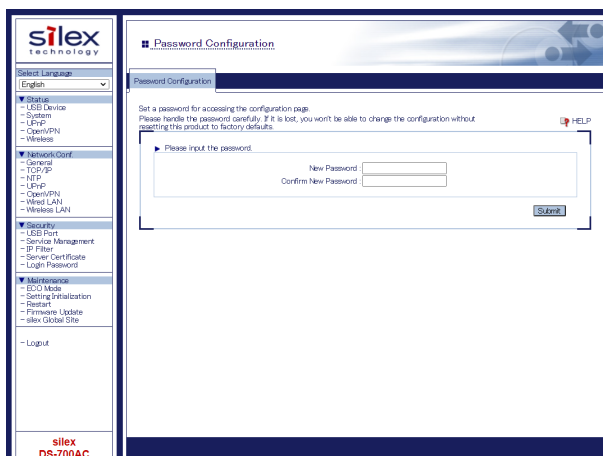 silex
technology
Select Language
English
▼ Status
- USB Device
- System
- UPnP
- OpenVPN
- Wireless
▼ Network Conf.
- General
- TCP/IP
- NTP
- UPnP
- OpenVPN
- Wired LAN
- Wireless LAN
▼ Security
- USB Port
- Service Management
- IP Filter
- Server Certificate
- Login Password
▼ Maintenance
- ECO Mode
- Setting Initialization
- Restart
- Firmware Update
- silex Global Site
- Logout
silex
DS-700AC
Password Configuration
Password Configuration
Set a password for accessing the configuration page.
Please handle the password carefully. If it is lost, you won't be able to change the configuration without
resetting this product to factory defaults.
HELP
▶ Please input the password.
New Password :
Confirm New Password :
Submit